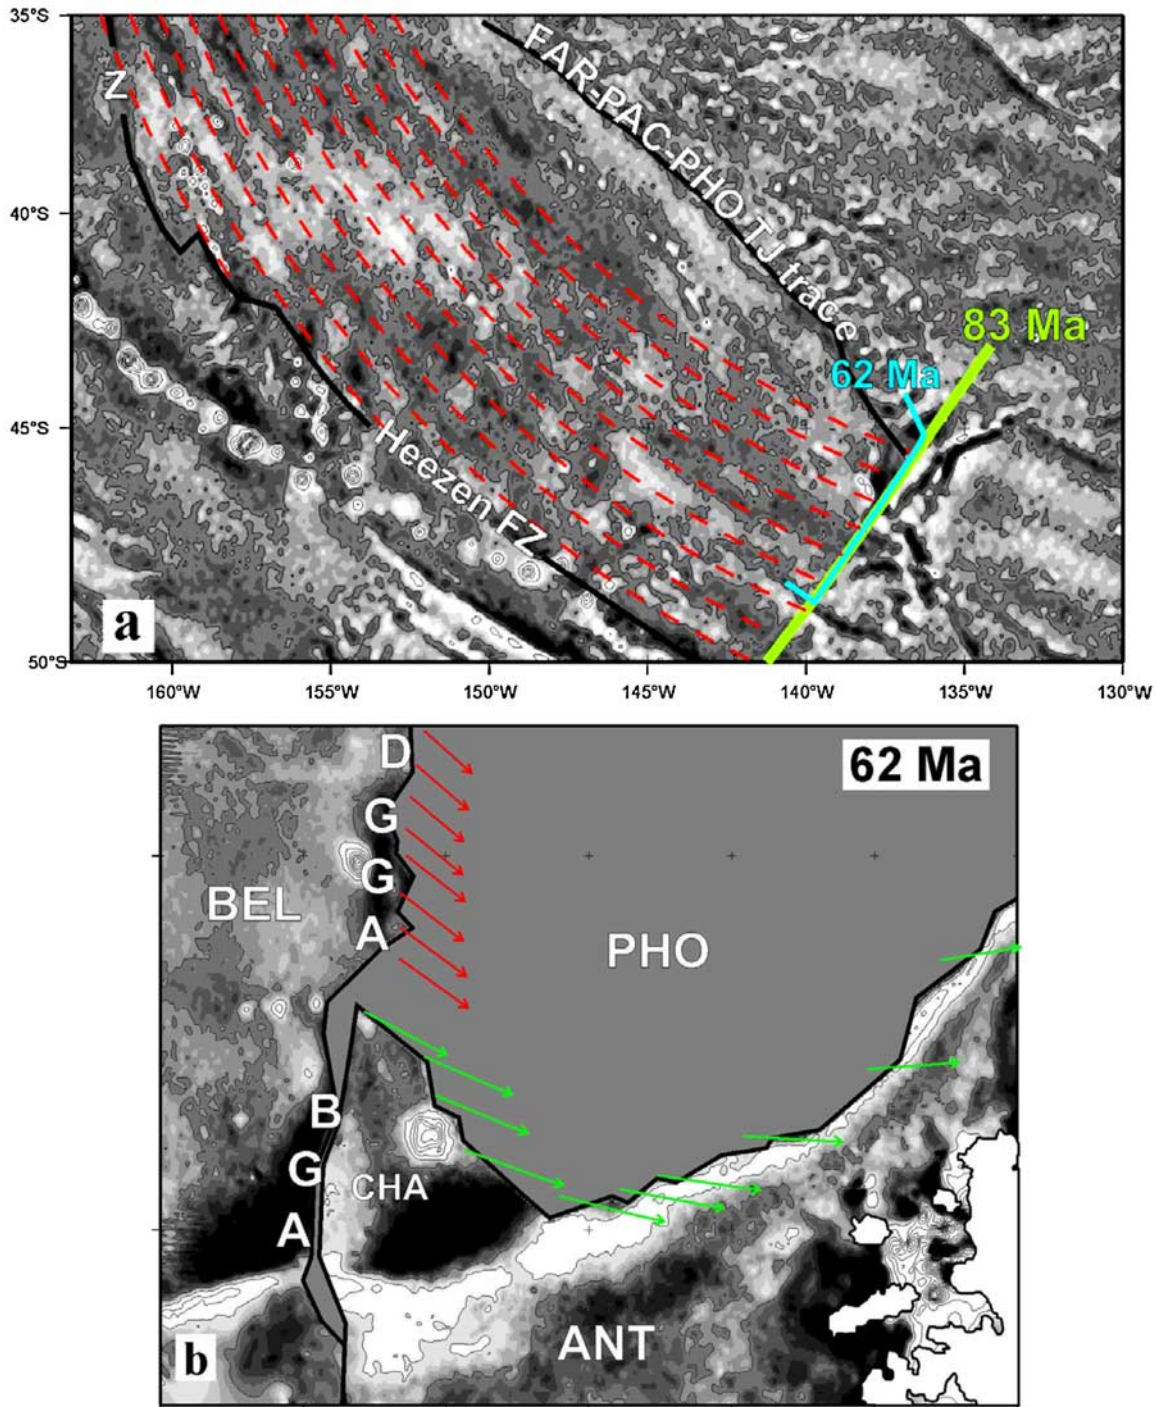 35°S
40°S
45°S
50°S
160°W
155°W
150°W
145°W
140°W
135°W
130°W
Z
FAR-PAC-PHO TJ trace
83 Ma
62 Ma
Heezen FZ
a
D
G
G
A
BEL
PHO
62 Ma
B
G
A
CHA
ANT
b